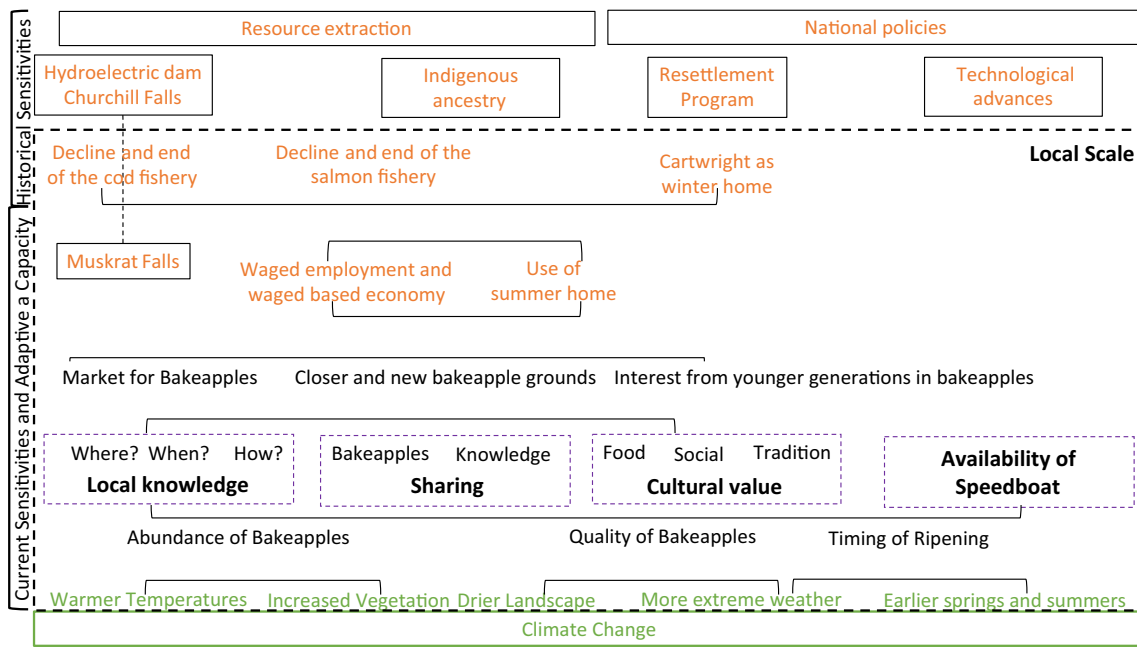 Historical Sensitivities
Current Sensitivities and Adaptive a Capacity
Resource extraction
National policies
Hydroelectric dam
Churchill Falls
Indigenous
ancestry
Resettlement
Program
Technological
advances
Local Scale
Decline and end
of the cod fishery
Decline and end of the
salmon fishery
Cartwright as
winter home
Muskrat Falls
Waged employment and
waged based economy
Use of
summer home
Market for Bakeapples
Closer and new bakeapple grounds
Interest from younger generations in bakeapples
Where? When? How?
Local knowledge
Bakeapples Knowledge
Sharing
Food Social Tradition
Cultural value
Availability of
Speedboat
Abundance of Bakeapples
Quality of Bakeapples
Timing of Ripening
Warmer Temperatures
Increased Vegetation
Drier Landscape
More extreme weather
Earlier springs and summers
Climate Change